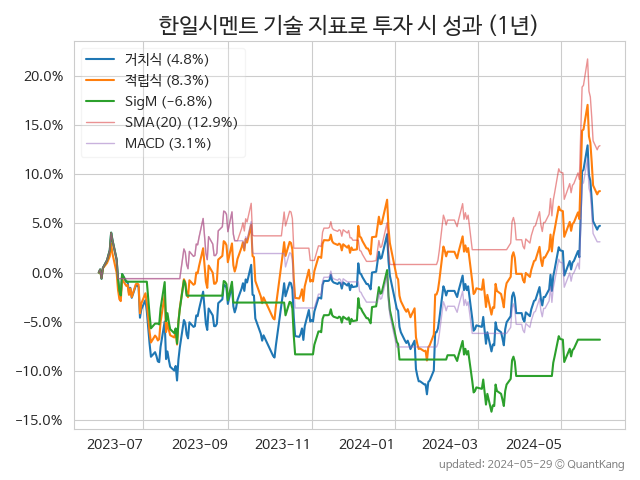 한일시멘트 기술 지표로 투자 시 성과 (1년)
거치식 (4.8%)
적립식 (8.3%)
SigM (−6.8%)
SMA(20) (12.9%)
MACD (3.1%)
20.0%
15.0%
10.0%
5.0%
0.0%
−5.0%
−10.0%
−15.0%
2023−07 2023−09 2023−11 2024−01 2024−03 2024−05
updated: 2024−05−29 ⓒ QuantKang